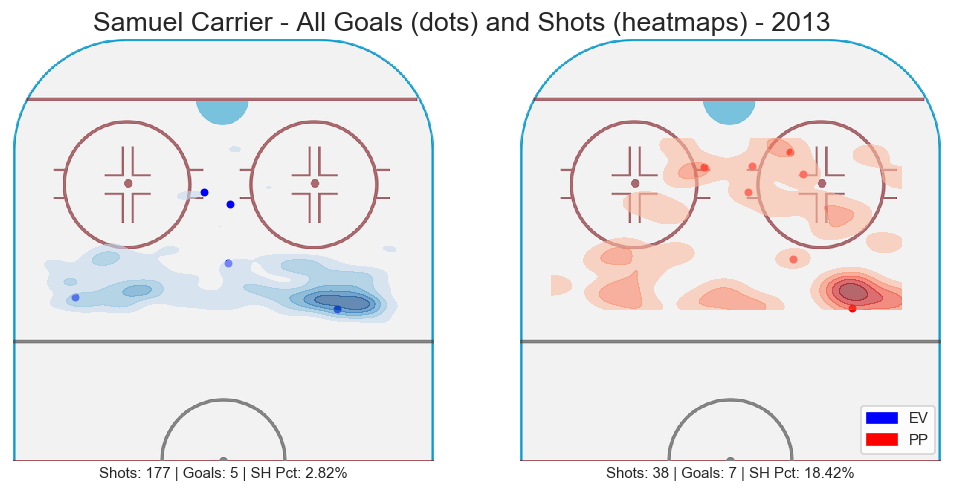 Samuel Carrier - All Goals (dots) and Shots (heatmaps) - 2013
EV
PP
Shots: 177 | Goals: 5 | SH Pct: 2.82%
Shots: 38 | Goals: 7 | SH Pct: 18.42%